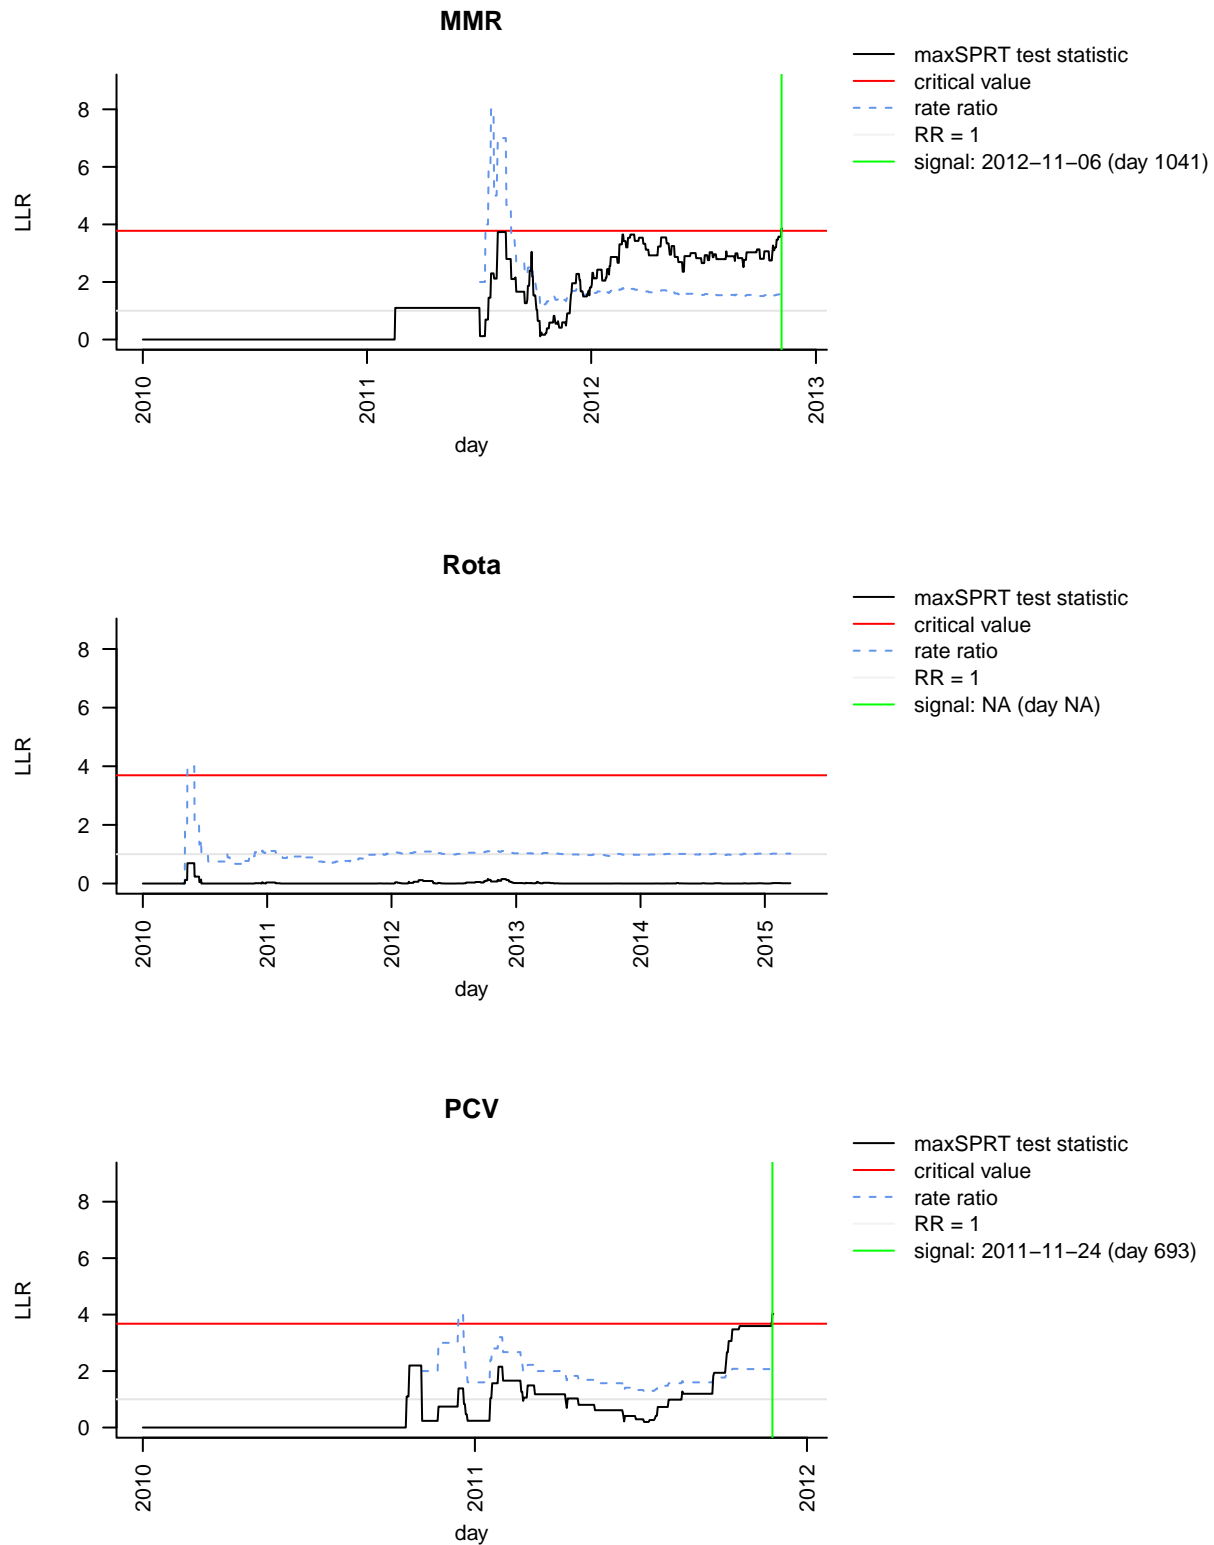 MMR
maxSPRT test statistic
critical value
rate ratio
RR = 1
signal: 2012−11−06 (day 1041)
LLR
8
6
4
2
0
2010
2011
2012
2013
day
Rota
maxSPRT test statistic
critical value
rate ratio
RR = 1
signal: NA (day NA)
LLR
8
6
4
2
0
2010
2011
2012
2013
2014
2015
day
PCV
maxSPRT test statistic
critical value
rate ratio
RR = 1
signal: 2011−11−24 (day 693)
LLR
8
6
4
2
0
2010
2011
2012
day